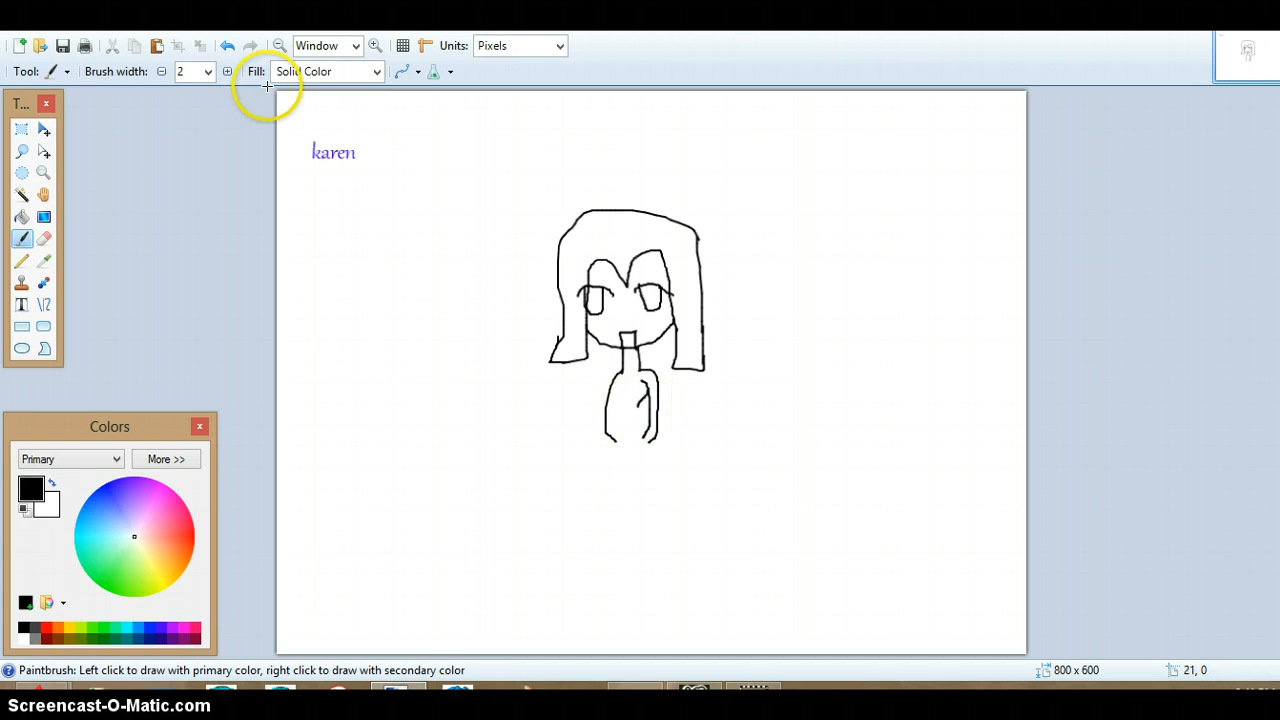 Window
Units:
Pixels
Tool:
Brush width:
2
Fill:
Solid Color
T...
karen
Colors
Primary
More >>
Paintbrush: Left click to draw with primary color, right click to draw with secondary color
800 x 600
21, 0
Screencast-O-Matic.com